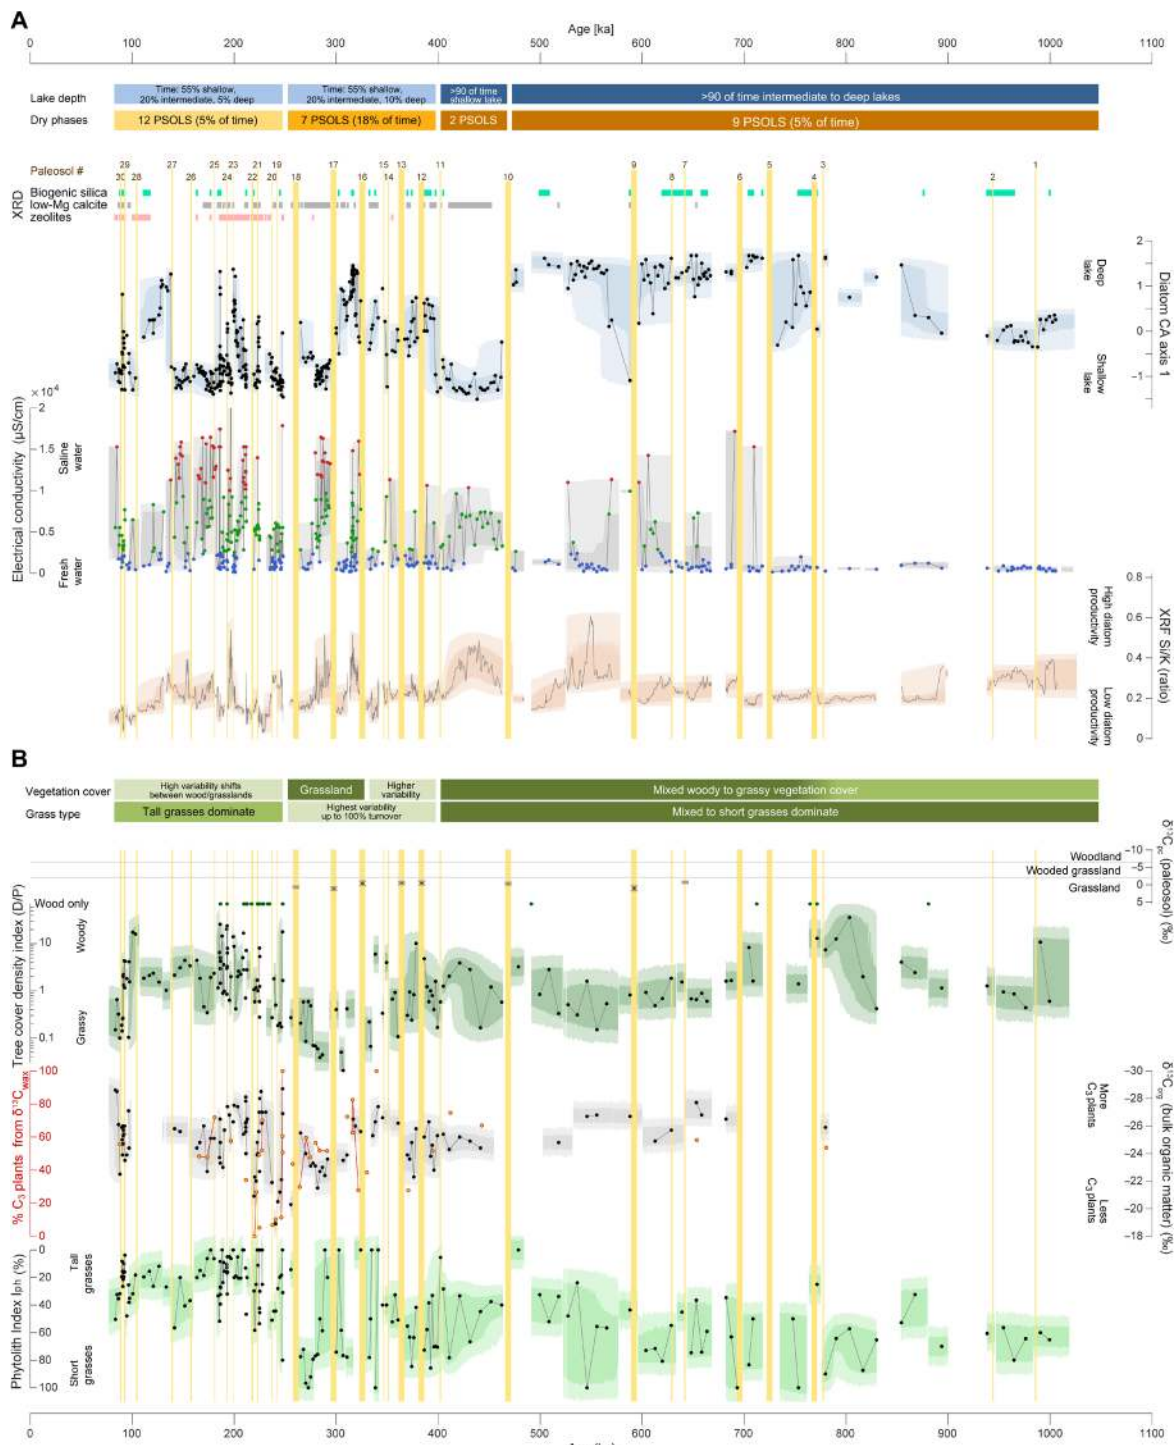 A
Age [ka]
0 100 200 300 400 500 600 700 800 900 1000 1100
Lake depth
Time: 55% shallow,
20% intermediate, 5% deep
Time: 55% shallow,
20% intermediate, 10% deep
>90 of time
shallow lake
>90 of time intermediate to deep lakes
Dry phases
12 PSOLS (5% of time)
7 PSOLS (18% of time)
2 PSOLS
9 PSOLS (5% of time)
Paleosol #
29 27 25 23 21 19 17 15 13 11 9 7 5 3 1
30 28 26 24 22 20 18 16 14 12 10 8 6 4 2
XRD
Biogenic silica
low-Mg calcite
zeolites
Deep
lake
Shallow
lake
Diatom CA axis 1
2
1
0
−1
×10⁴
2
1.5
1
0.5
0
Electrical conductivity (µS/cm)
Saline
water
Fresh
water
High diatom
productivity
Low diatom
productivity
0.8
0.6
0.4
0.2
0
XRF Si/K (ratio)
B
Vegetation cover
High variability shifts
between wood/grasslands
Grassland
Higher
variability
Mixed woody to grassy vegetation cover
Grass type
Tall grasses dominate
Highest variability
up to 100% turnover
Mixed to short grasses dominate
Woodland
Wooded grassland
Grassland
−10
−5
0
5
δ¹³Cpc (paleosol) (‰)
Wood only
Tree cover density index (D/P)
10
1
0.1
Woody
Grassy
% C₃ plants from δ¹³Cwax
100
80
60
40
20
0
More
C₃ plants
Less
C₃ plants
−30
−28
−26
−24
−22
−20
−18
δ¹³Corg (bulk organic matter) (‰)
Phytolith Index Iph (%)
0
20
40
60
80
100
Tall
grasses
Short
grasses
0 100 200 300 400 500 600 700 800 900 1000 1100